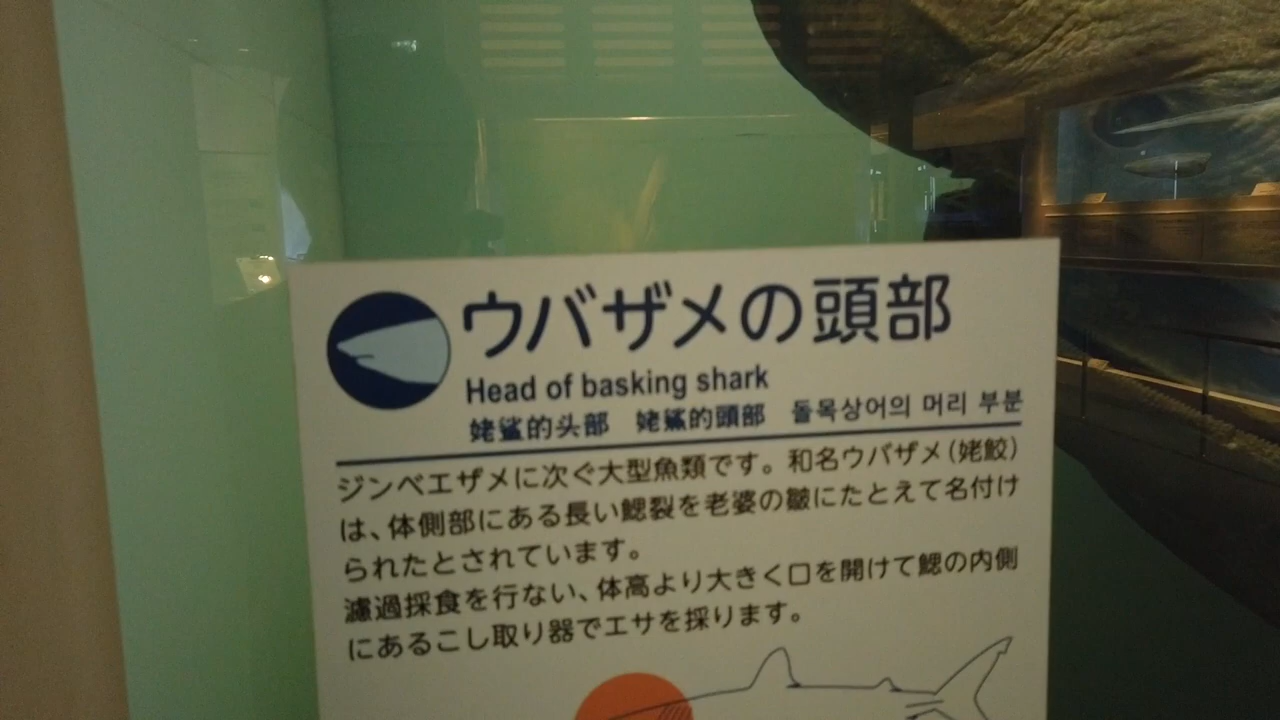 ウバザメの頭部
Head of basking shark
姥鲨的头部　姥鯊的頭部　돌묵상어의 머리 부분
ジンベエザメに次ぐ大型魚類です。和名ウバザメ（姥鮫）
は、体側部にある長い鰓裂を老婆の皺にたとえて名付け
られたとされています。
濾過採食を行ない、体高より大きく口を開けて鰓の内側
にあるこし取り器でエサを採ります。